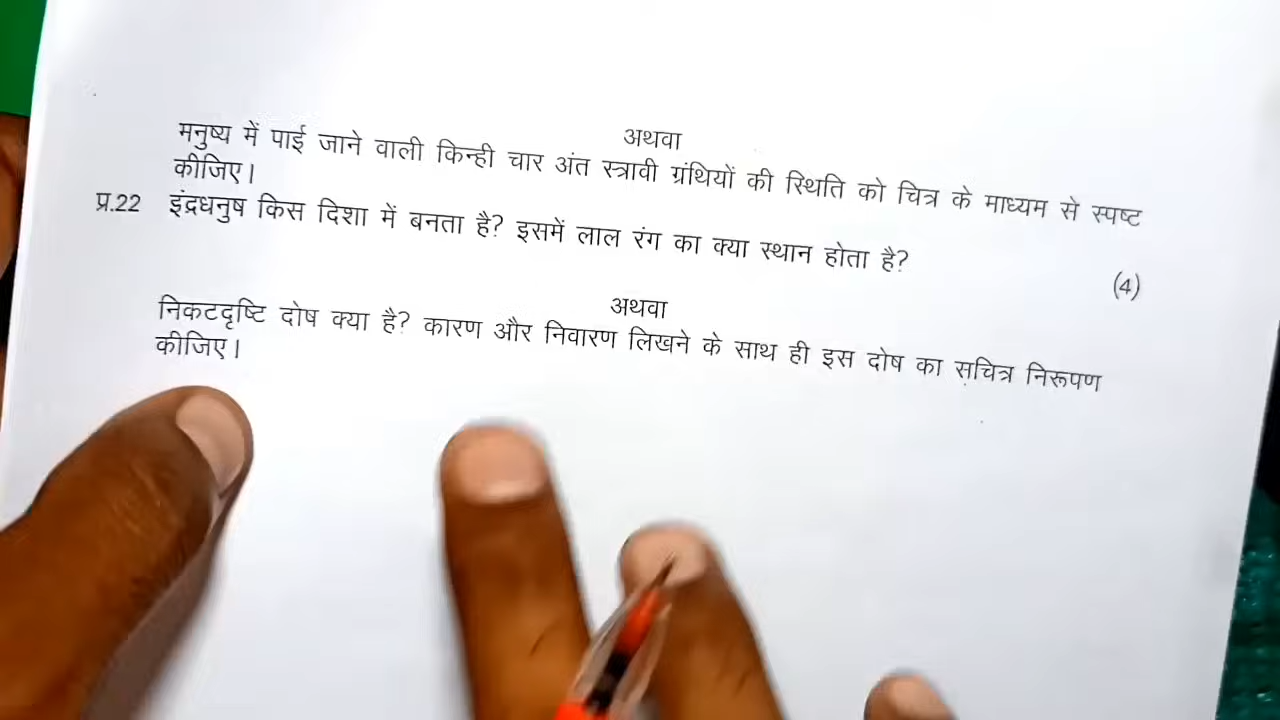 अथवा
मनुष्य में पाई जाने वाली किन्ही चार अंत स्त्रावी ग्रंथियों की स्थिति को चित्र के माध्यम से स्पष्ट
कीजिए।
प्र.22 इंद्रधनुष किस दिशा में बनता है? इसमें लाल रंग का क्या स्थान होता है?
(4)
अथवा
निकटदृष्टि दोष क्या है? कारण और निवारण लिखने के साथ ही इस दोष का सचित्र निरूपण
कीजिए।